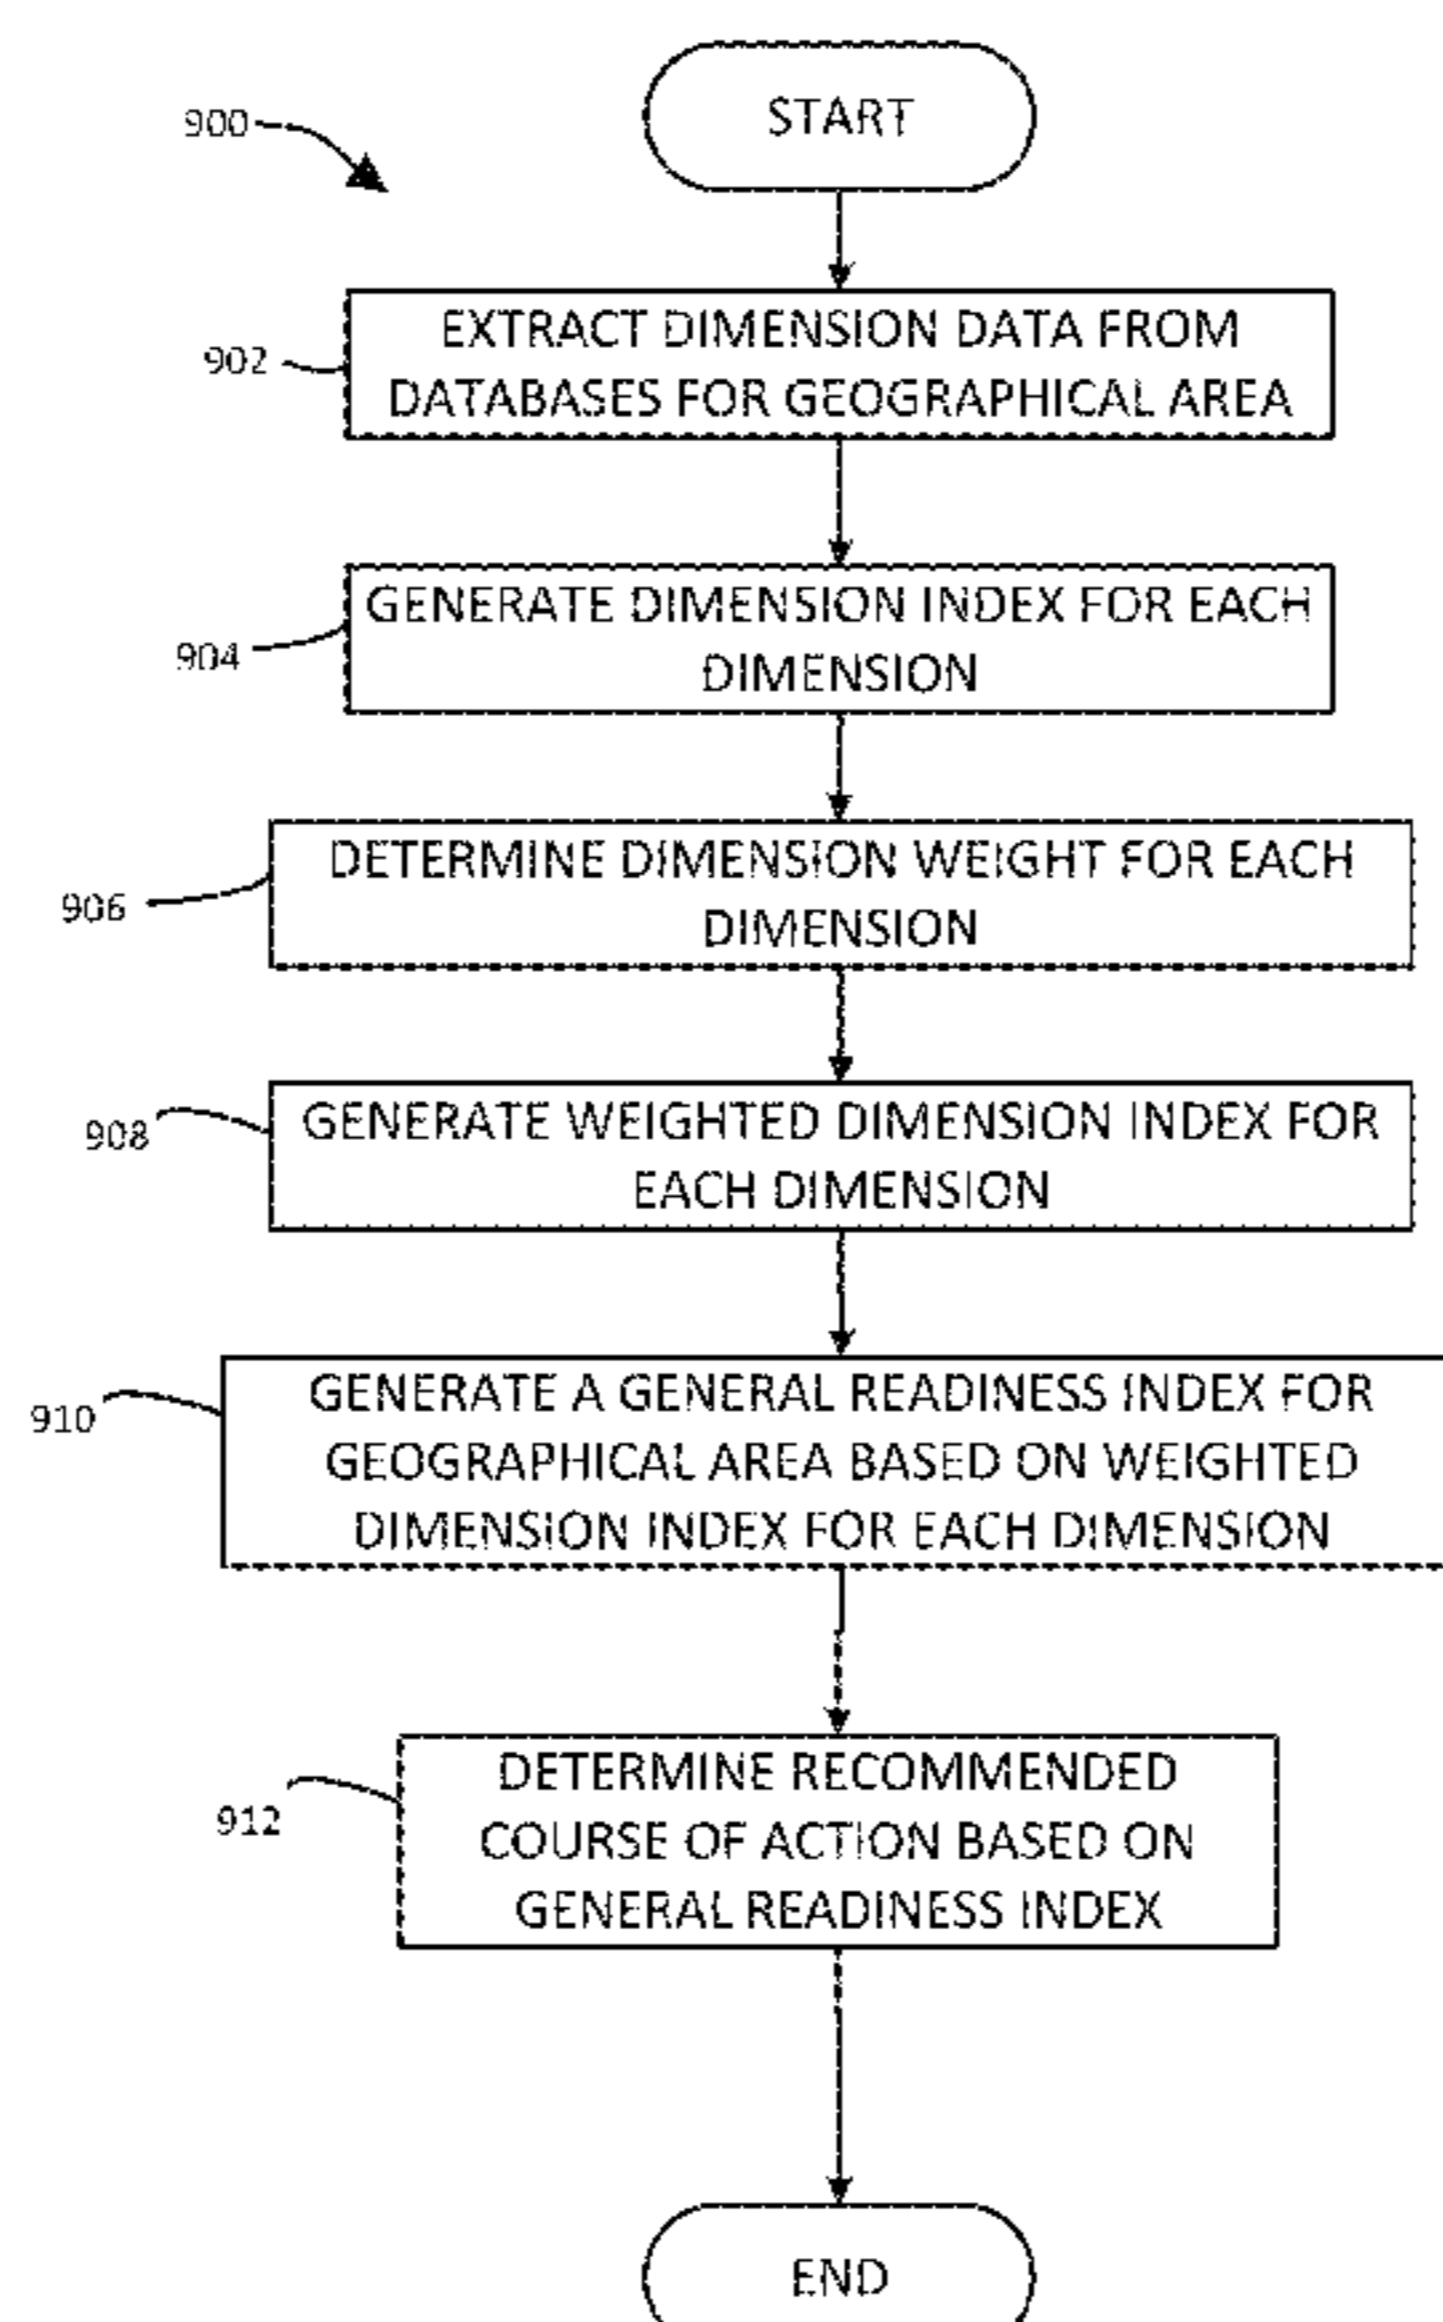 900
START
902
EXTRACT DIMENSION DATA FROM
DATABASES FOR GEOGRAPHICAL AREA
904
GENERATE DIMENSION INDEX FOR EACH
DIMENSION
906
DETERMINE DIMENSION WEIGHT FOR EACH
DIMENSION
908
GENERATE WEIGHTED DIMENSION INDEX FOR
EACH DIMENSION
910
GENERATE A GENERAL READINESS INDEX FOR
GEOGRAPHICAL AREA BASED ON WEIGHTED
DIMENSION INDEX FOR EACH DIMENSION
912
DETERMINE RECOMMENDED
COURSE OF ACTION BASED ON
GENERAL READINESS INDEX
END